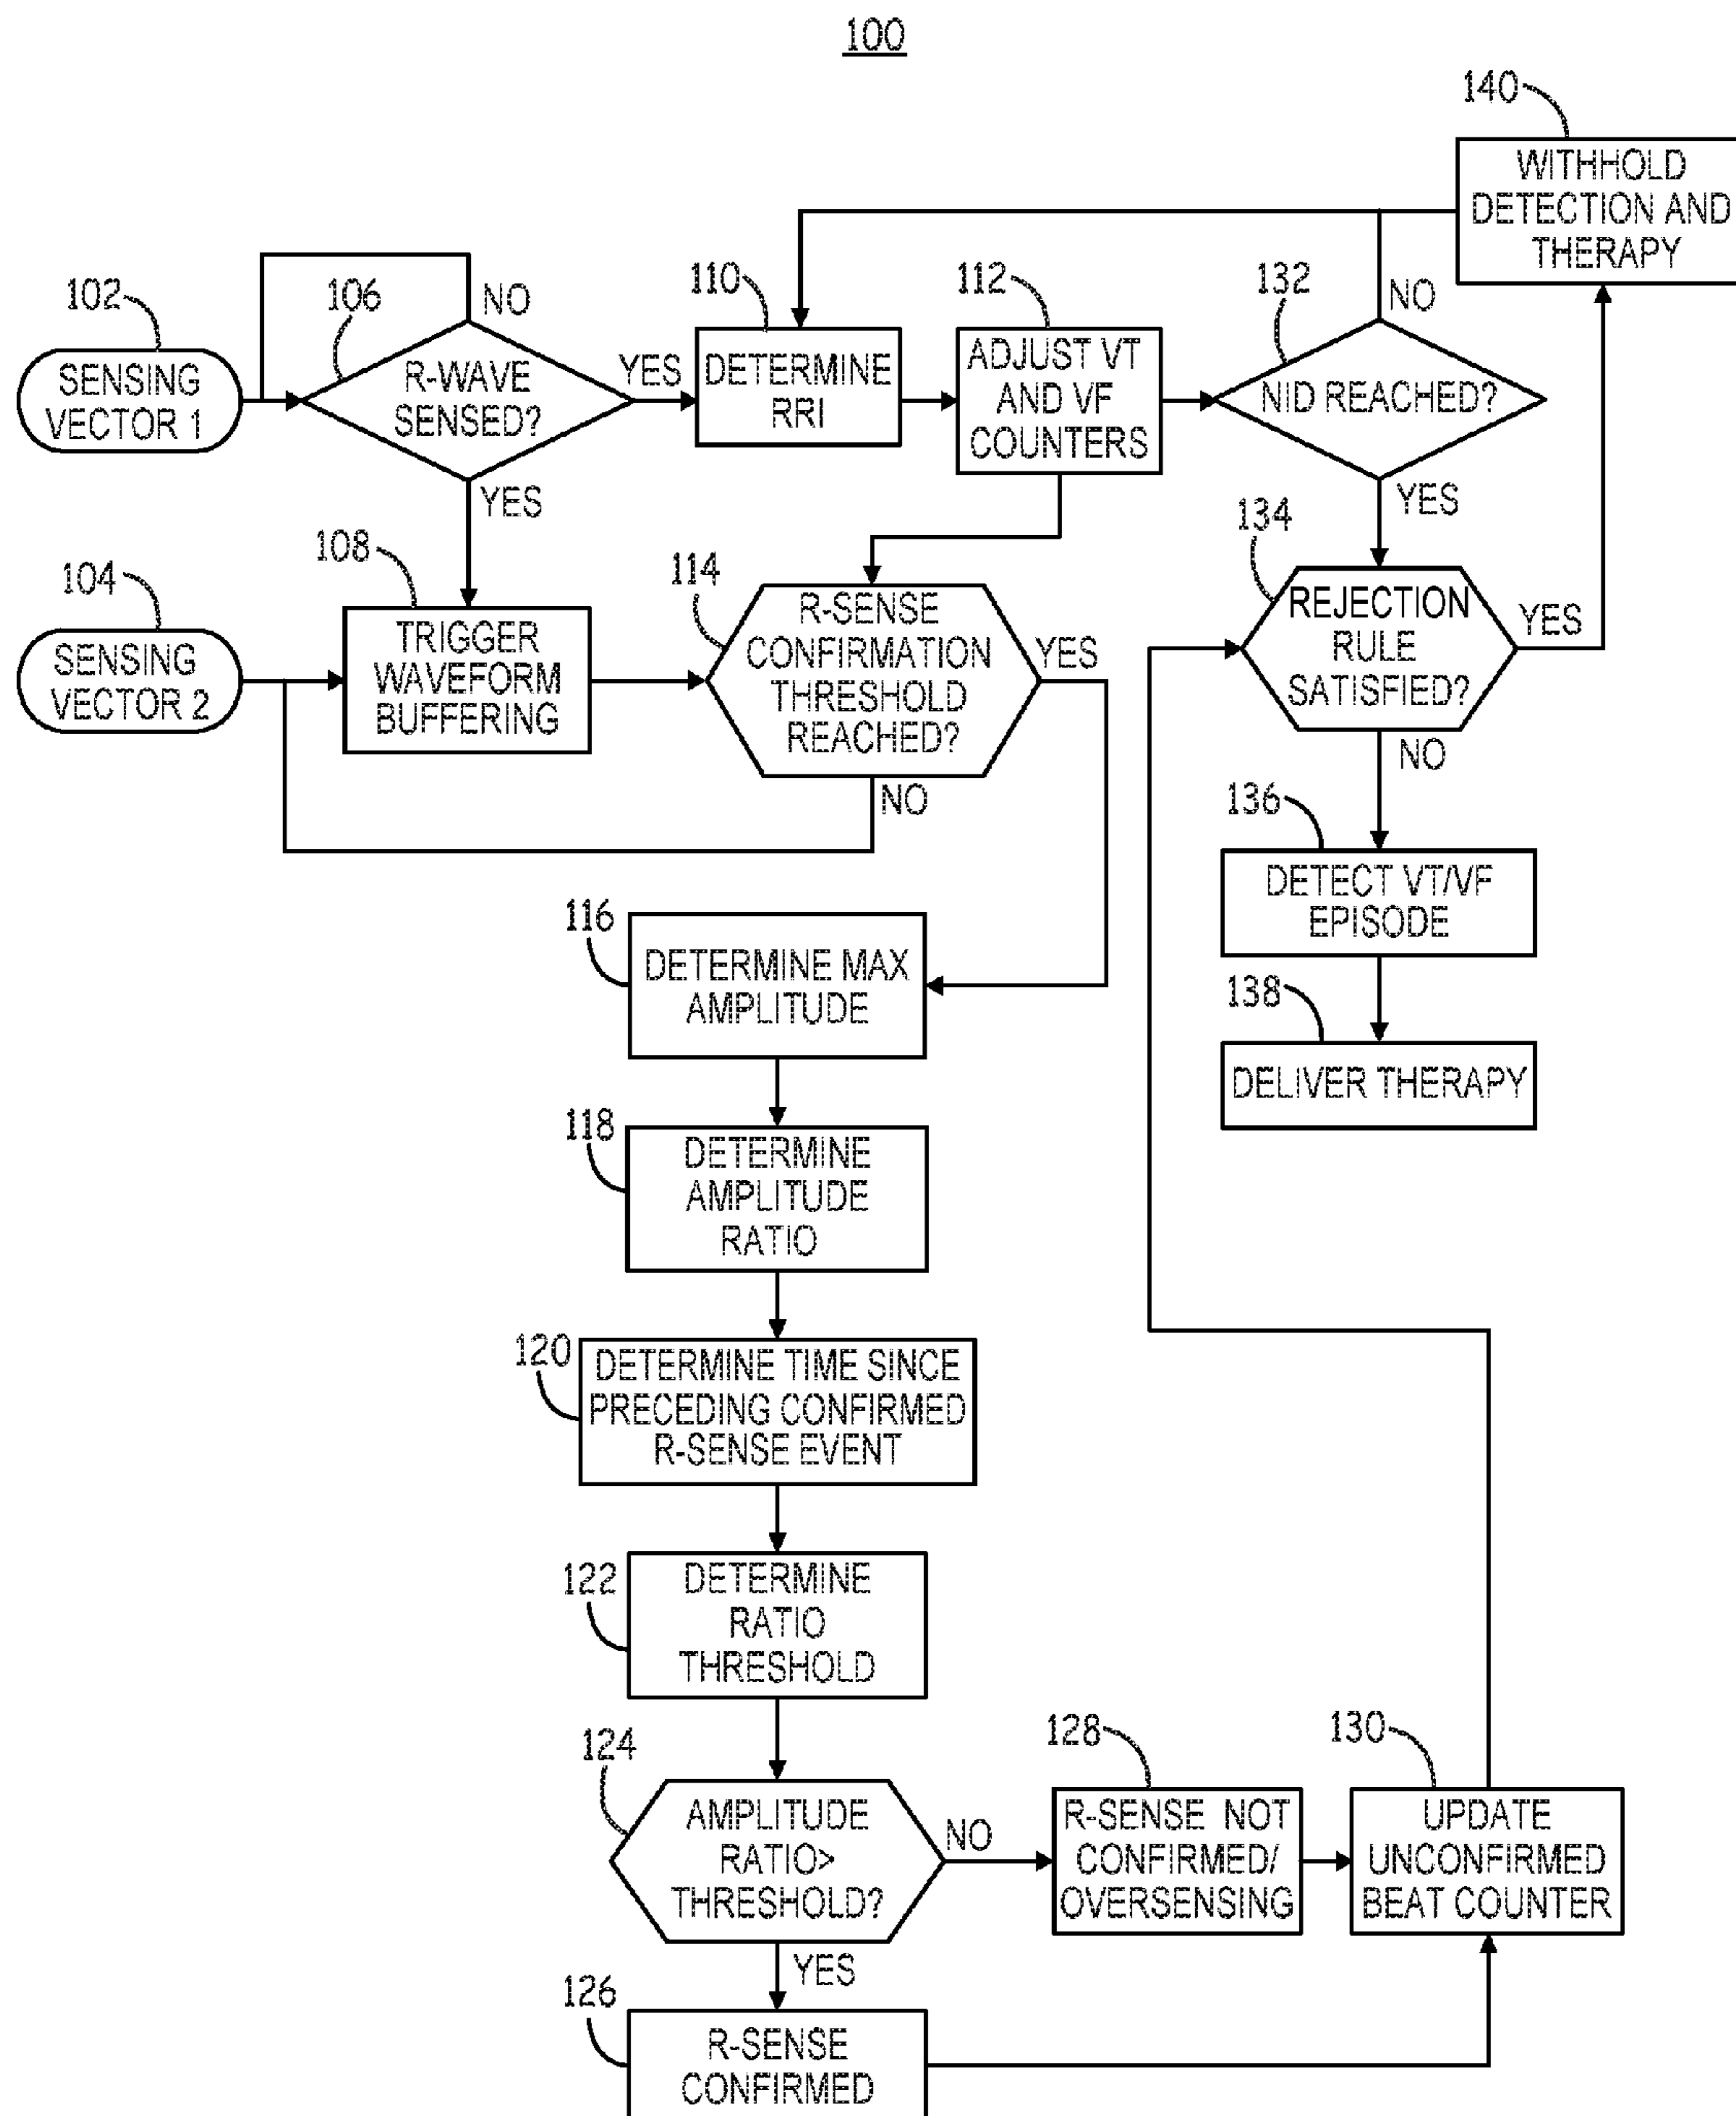 100
140
WITHHOLD
DETECTION AND
THERAPY
102
SENSING
VECTOR 1
106
NO
R-WAVE
SENSED?
YES
YES
110
DETERMINE
RRI
112
ADJUST VT
AND VF
COUNTERS
132
NO
NID REACHED?
YES
104
SENSING
VECTOR 2
108
TRIGGER
WAVEFORM
BUFFERING
114
R-SENSE
CONFIRMATION
THRESHOLD
REACHED?
YES
NO
134
REJECTION
RULE
SATISFIED?
YES
NO
136
DETECT VT/VF
EPISODE
138
DELIVER THERAPY
116
DETERMINE MAX
AMPLITUDE
118
DETERMINE
AMPLITUDE
RATIO
120
DETERMINE TIME SINCE
PRECEDING CONFIRMED
R-SENSE EVENT
122
DETERMINE
RATIO
THRESHOLD
124
AMPLITUDE
RATIO>
THRESHOLD?
NO
YES
128
R-SENSE NOT
CONFIRMED/
OVERSENSING
130
UPDATE
UNCONFIRMED
BEAT COUNTER
126
R-SENSE
CONFIRMED